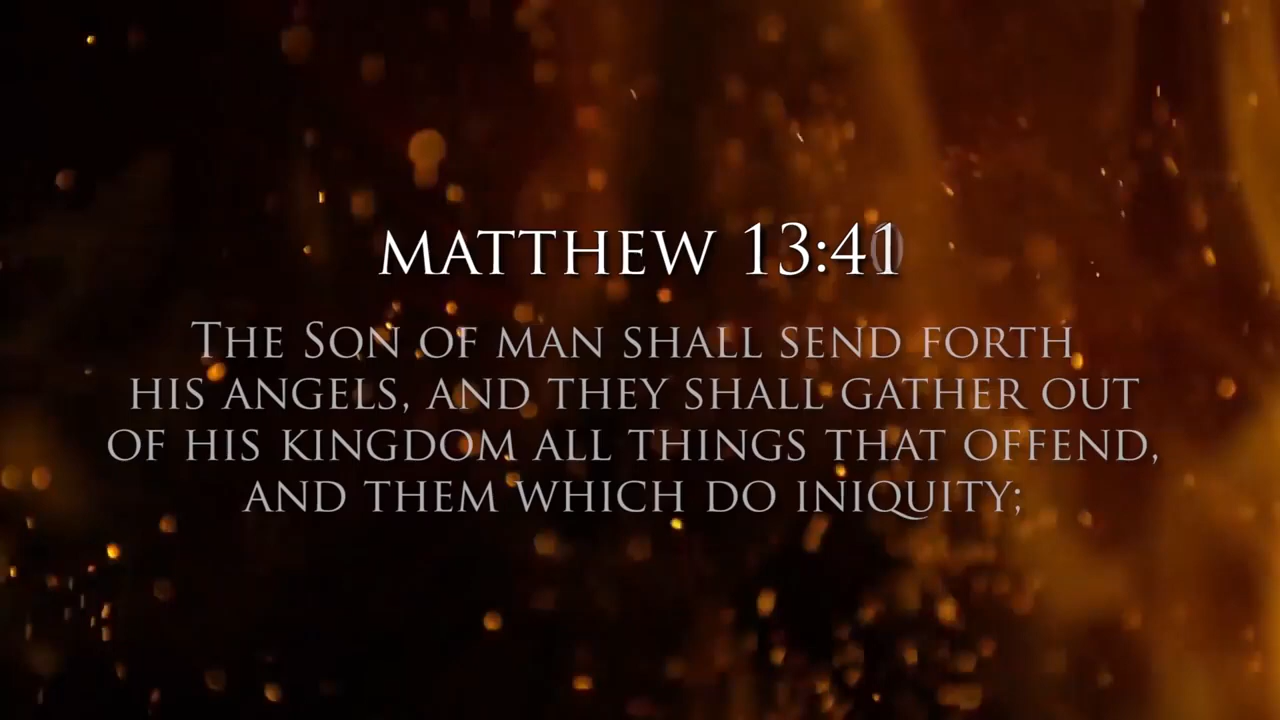 MATTHEW 13:41
THE SON OF MAN SHALL SEND FORTH
HIS ANGELS, AND THEY SHALL GATHER OUT
OF HIS KINGDOM ALL THINGS THAT OFFEND,
AND THEM WHICH DO INIQUITY;